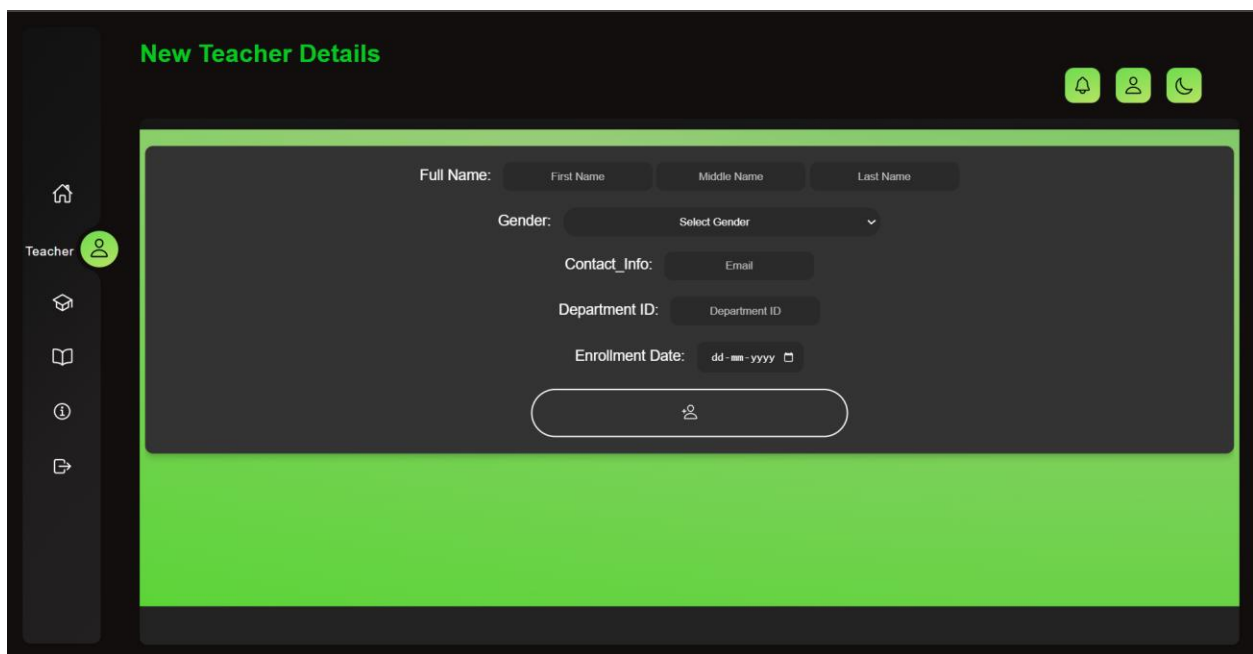 New Teacher Details
Full Name: First Name Middle Name Last Name
Gender: Select Gender
Teacher
Contact_Info: Email
Department ID: Department ID
Enrollment Date: dd-mm-yyyy